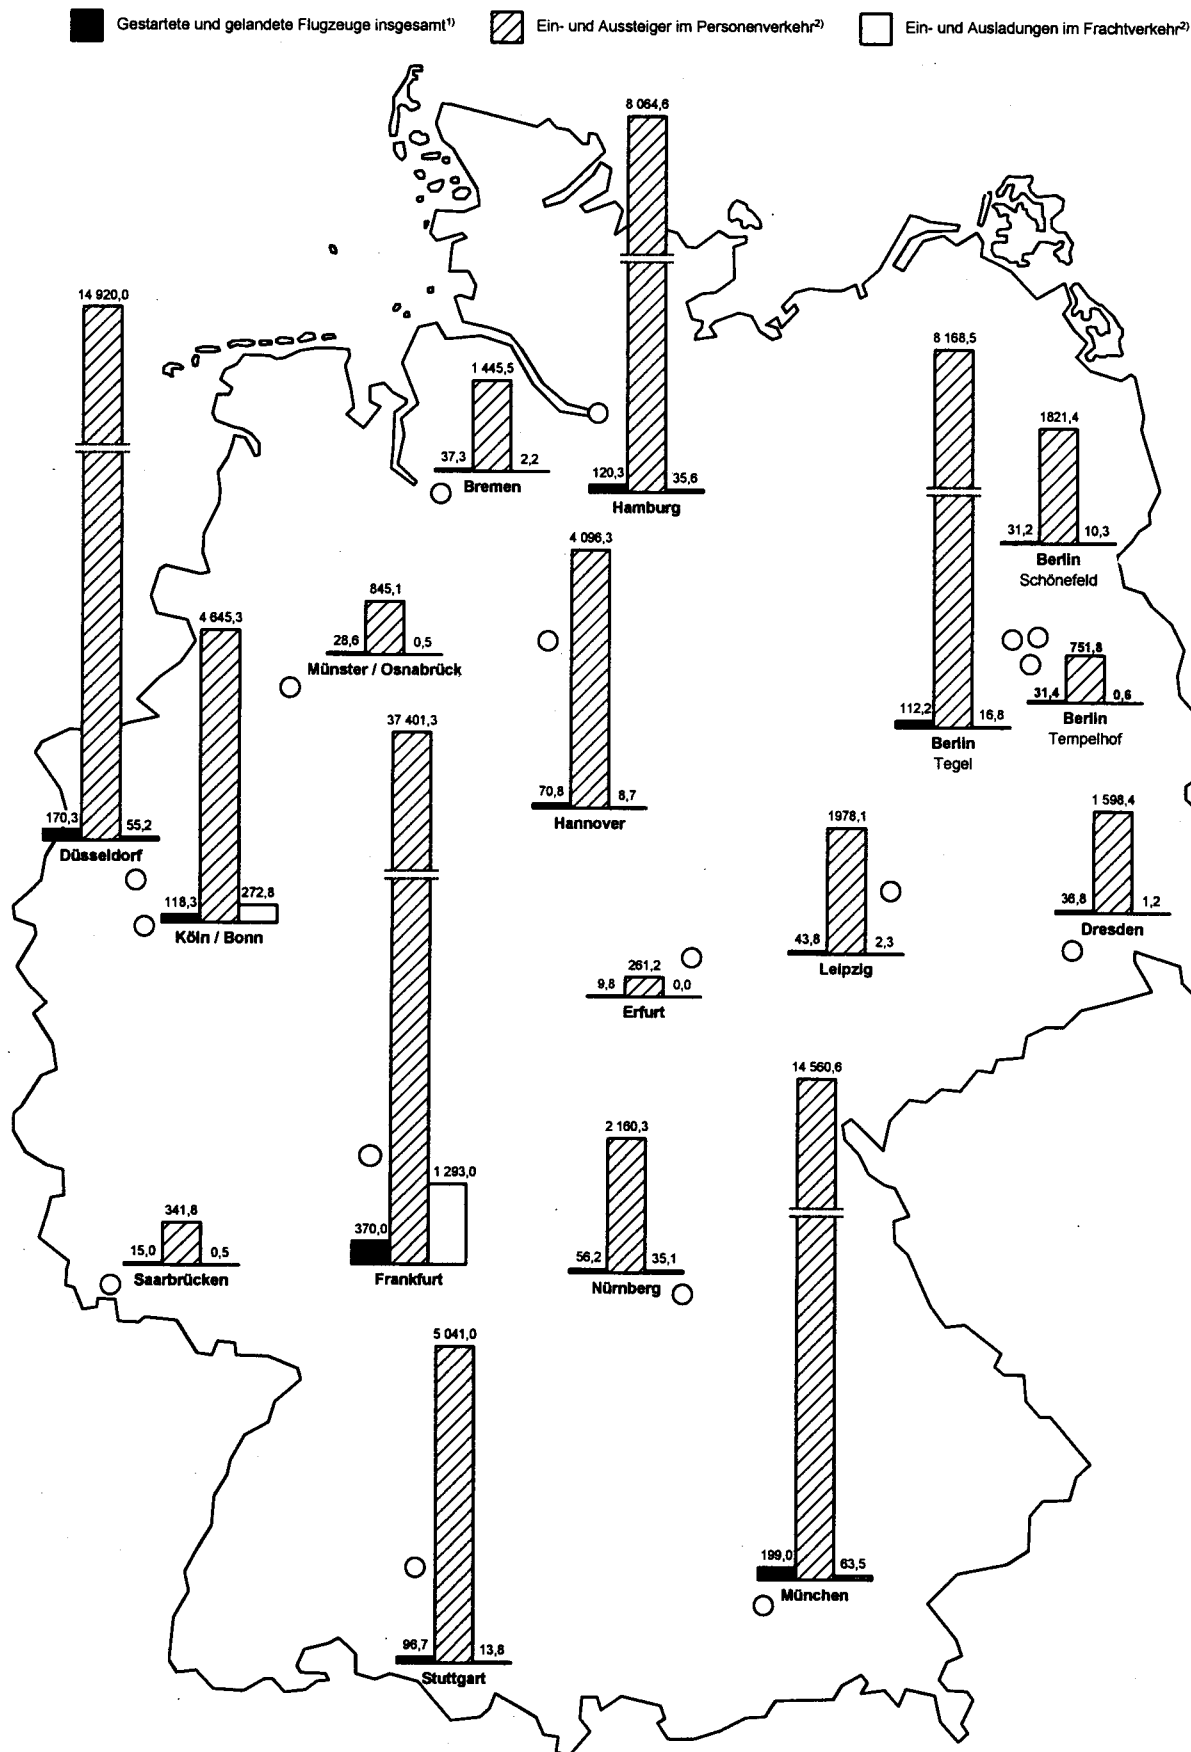 Gestartete und gelandete Flugzeuge insgesamt¹⁾
Ein- und Aussteiger im Personenverkehr²⁾
Ein- und Ausladungen im Frachtverkehr²⁾
8 064,6
120,3
35,6
Hamburg
14 920,0
170,3
55,2
Düsseldorf
1 445,5
37,3
2,2
Bremen
8 168,5
112,2
16,8
Berlin
Tegel
1821,4
31,2
10,3
Berlin
Schönefeld
4 096,3
70,8
8,7
Hannover
845,1
28,6
0,5
Münster / Osnabrück
4 645,3
118,3
272,8
Köln / Bonn
751,8
31,4
0,6
Berlin
Tempelhof
37 401,3
370,0
1 293,0
Frankfurt
1978,1
43,8
2,3
Leipzig
1 598,4
36,8
1,2
Dresden
261,2
9,8
0,0
Erfurt
14 560,6
199,0
63,5
München
2 160,3
56,2
35,1
Nürnberg
341,8
15,0
0,5
Saarbrücken
5 041,0
96,7
13,8
Stuttgart